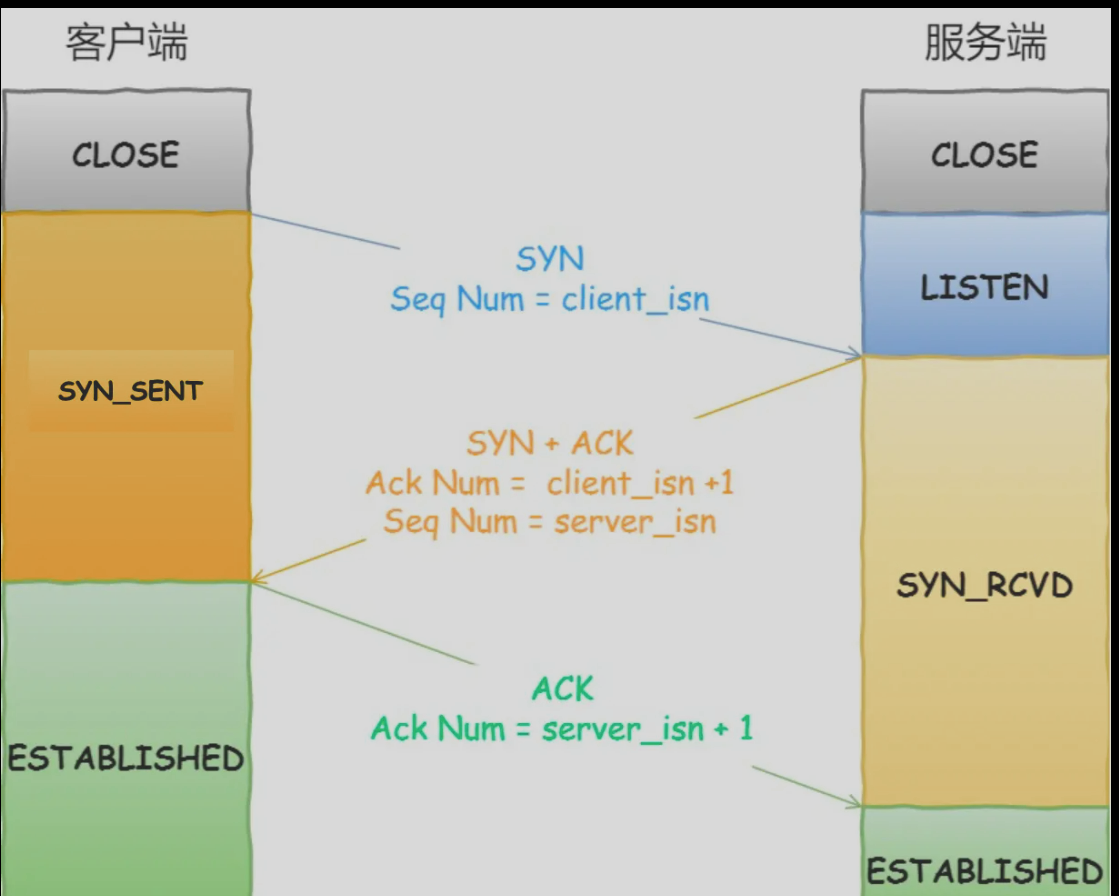 客户端
服务端
CLOSE
CLOSE
SYN
Seq Num = client_isn
LISTEN
SYN_SENT
SYN + ACK
Ack Num = client_isn +1
Seq Num = server_isn
SYN_RCVD
ACK
Ack Num = server_isn + 1
ESTABLISHED
ESTABLISHED